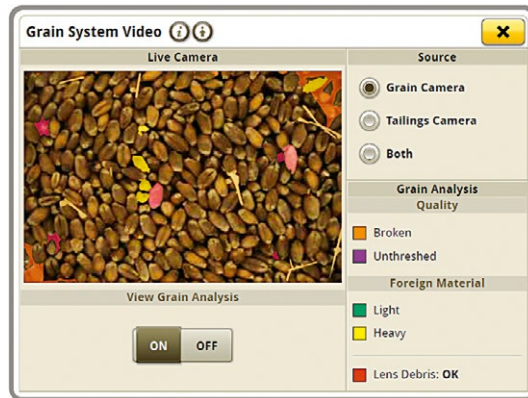 Grain System Video
Live Camera
View Grain Analysis
ON OFF
Source
Grain Camera
Tailings Camera
Both
Grain Analysis
Quality
Broken
Unthreshed
Foreign Material
Light
Heavy
Lens Debris: OK